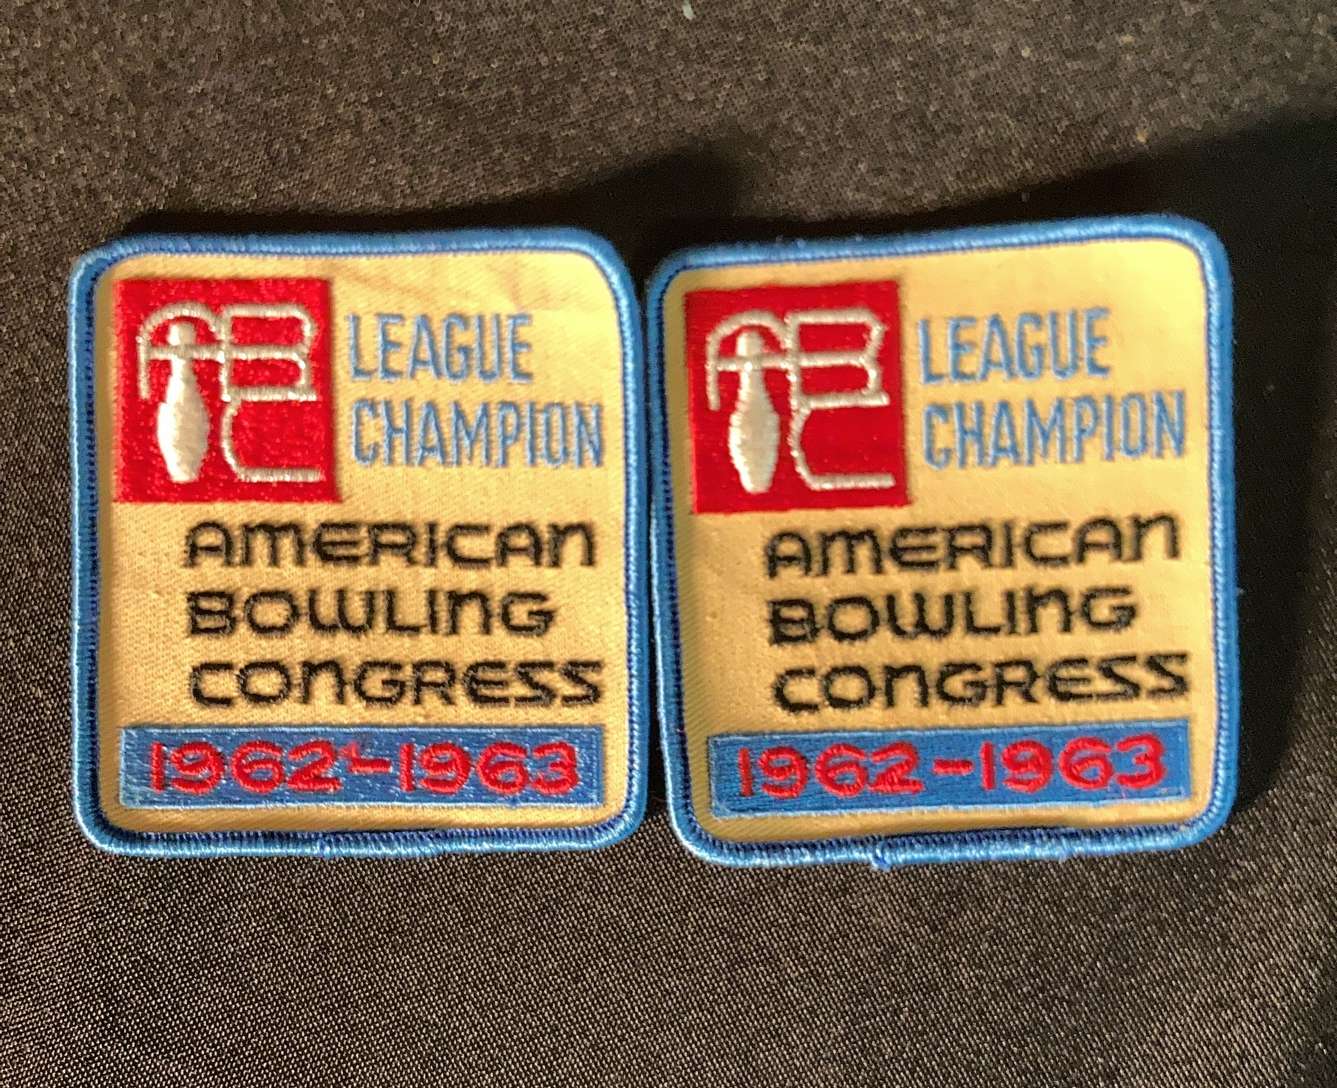 ABC
LEAGUE
CHAMPION
AMERICAN
BOWLING
CONGRESS
1962-1963
ABC
LEAGUE
CHAMPION
AMERICAN
BOWLING
CONGRESS
1962-1963